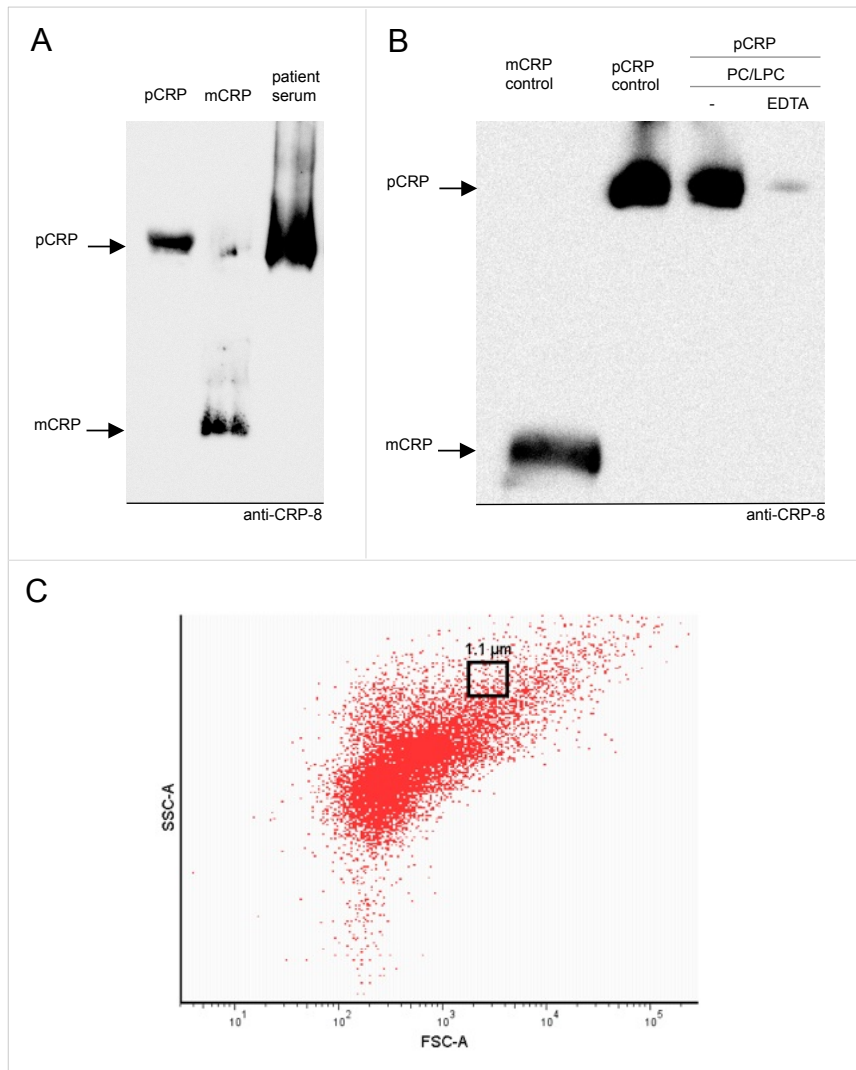 A
pCRP
mCRP
patient
serum
pCRP
mCRP
anti-CRP-8
B
mCRP
control
pCRP
control
pCRP
PC/LPC
-
EDTA
pCRP
mCRP
anti-CRP-8
C
1.1 µm
SSC-A
10¹
10²
10³
10⁴
10⁵
FSC-A